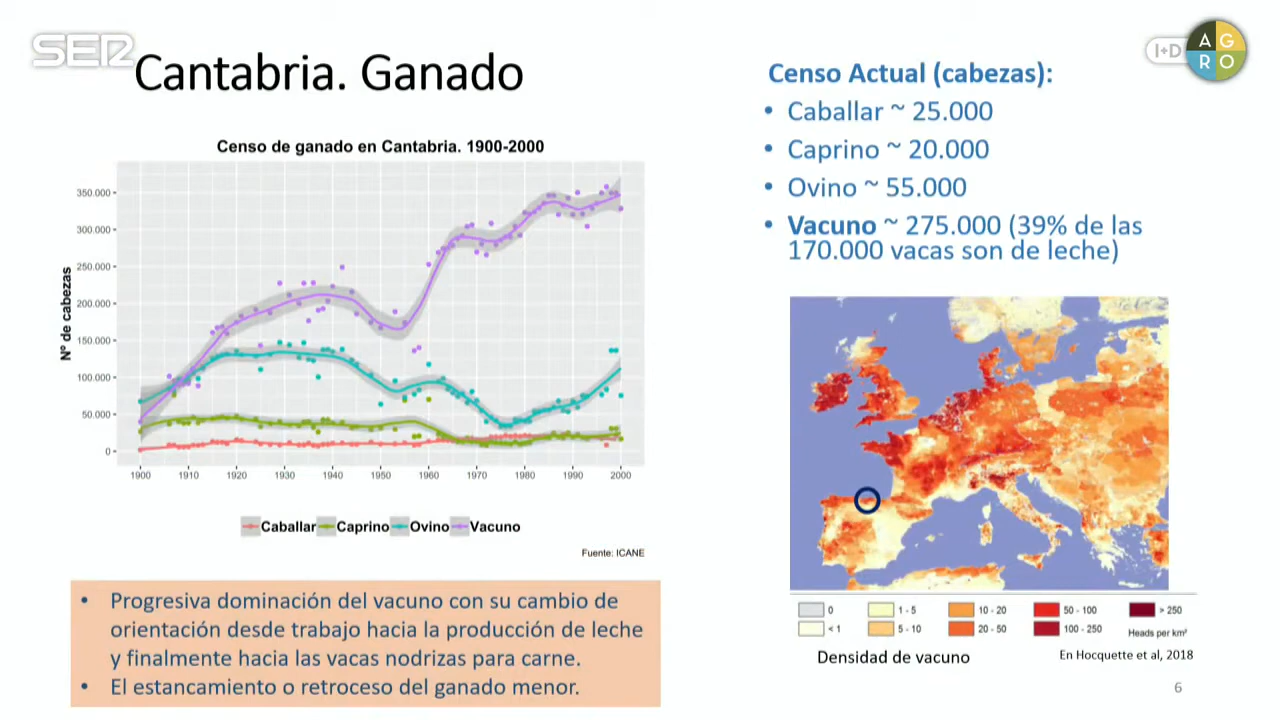 SER
Cantabria. Ganado
I+D
A G
R O
Censo de ganado en Cantabria. 1900-2000
Nº de cabezas
350.000
300.000
250.000
200.000
150.000
100.000
50.000
0
1900 1910 1920 1930 1940 1950 1960 1970 1980 1990 2000
Caballar Caprino Ovino Vacuno
Fuente: ICANE
• Progresiva dominación del vacuno con su cambio de
orientación desde trabajo hacia la producción de leche
y finalmente hacia las vacas nodrizas para carne.
• El estancamiento o retroceso del ganado menor.
Censo Actual (cabezas):
• Caballar ~ 25.000
• Caprino ~ 20.000
• Ovino ~ 55.000
• Vacuno ~ 275.000 (39% de las
170.000 vacas son de leche)
0 1 - 5 10 - 20 50 - 100 > 250
< 1 5 - 10 20 - 50 100 - 250 Heads per km²
Densidad de vacuno
En Hocquette et al, 2018
6